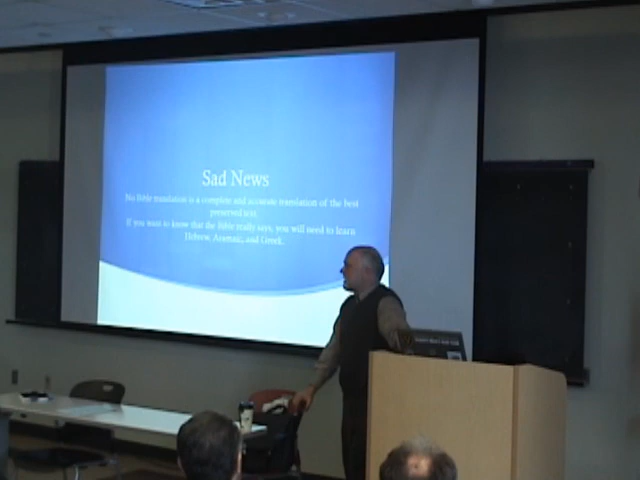 Sad News
No Bible translation is a complete and accurate translation of the best
preserved text.
If you want to know that the Bible really says, you will need to learn
Hebrew, Aramaic, and Greek.